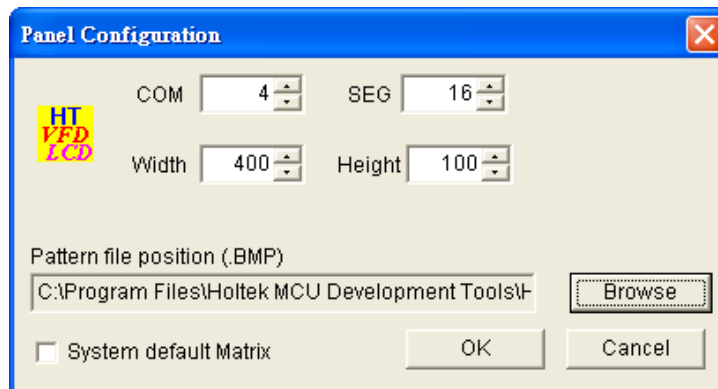 Panel Configuration
COM 4 SEG 16
HT
VFD
LCD
Width 400 Height 100
Pattern file position (.BMP)
C:\Program Files\Holtek MCU Development Tools\H
Browse
System default Matrix OK Cancel